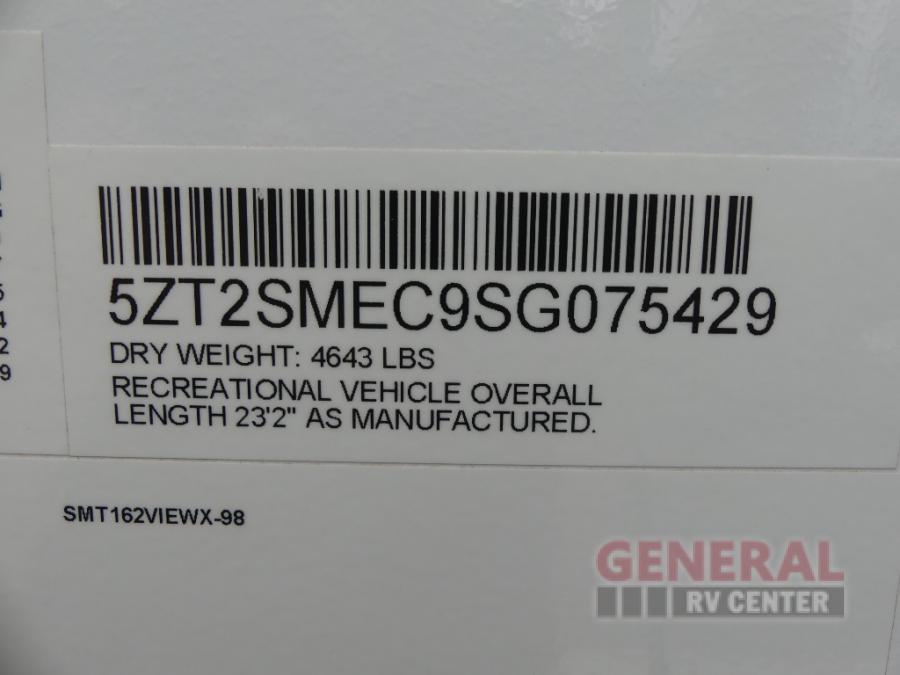 5ZT2SMEC9SG075429
DRY WEIGHT: 4643 LBS
RECREATIONAL VEHICLE OVERALL
LENGTH 23'2" AS MANUFACTURED.
SMT162VIEWX-98
GENERAL
RV CENTER